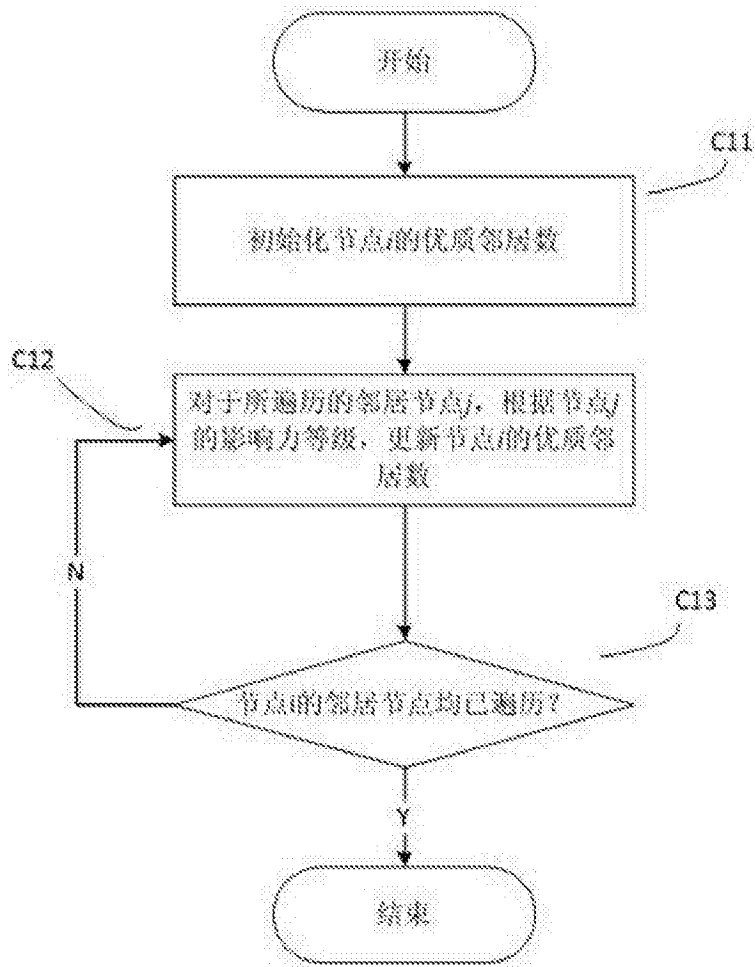 开始
C11
初始化节点i的优质邻居数
C12
对于所遍历的邻居节点j，根据节点j
的影响力等级，更新节点i的优质邻
居数
N
C13
节点i的邻居节点均已遍历？
Y
结束